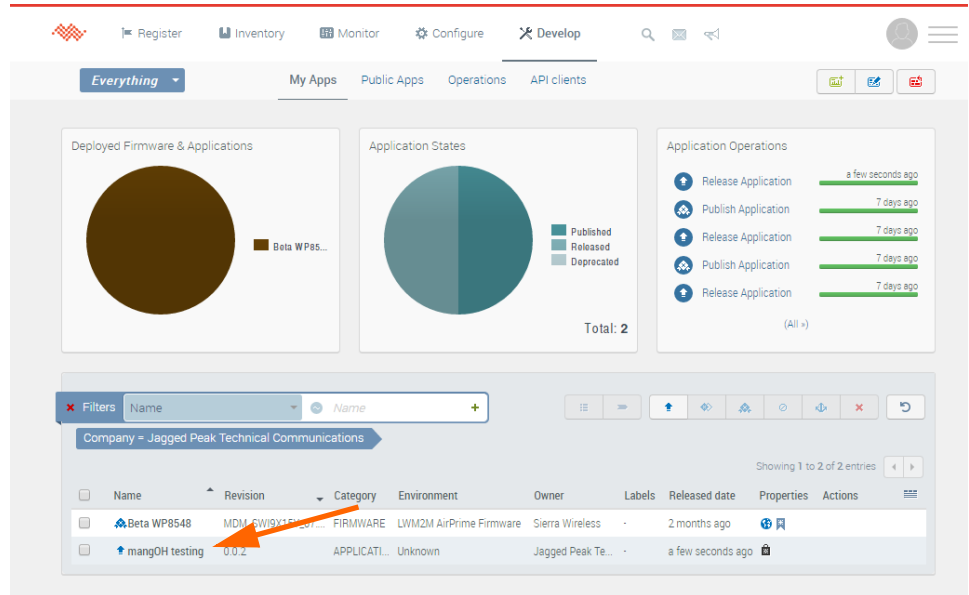 Register Inventory Monitor Configure Develop
Everything My Apps Public Apps Operations API clients
Deployed Firmware & Applications
Beta WP85...
Application States
Published
Released
Deprecated
Total: 2
Application Operations
Release Application a few seconds ago
Publish Application 7 days ago
Release Application 7 days ago
Publish Application 7 days ago
Release Application 7 days ago
(All »)
Filters Name Name
Company = Jagged Peak Technical Communications
Showing 1 to 2 of 2 entries
Name Revision Category Environment Owner Labels Released date Properties Actions
Beta WP8548 FIRMWARE LWM2M AirPrime Firmware Sierra Wireless - 2 months ago
mangOH testing 0.0.2 APPLICATI... Unknown Jagged Peak Te... - a few seconds ago